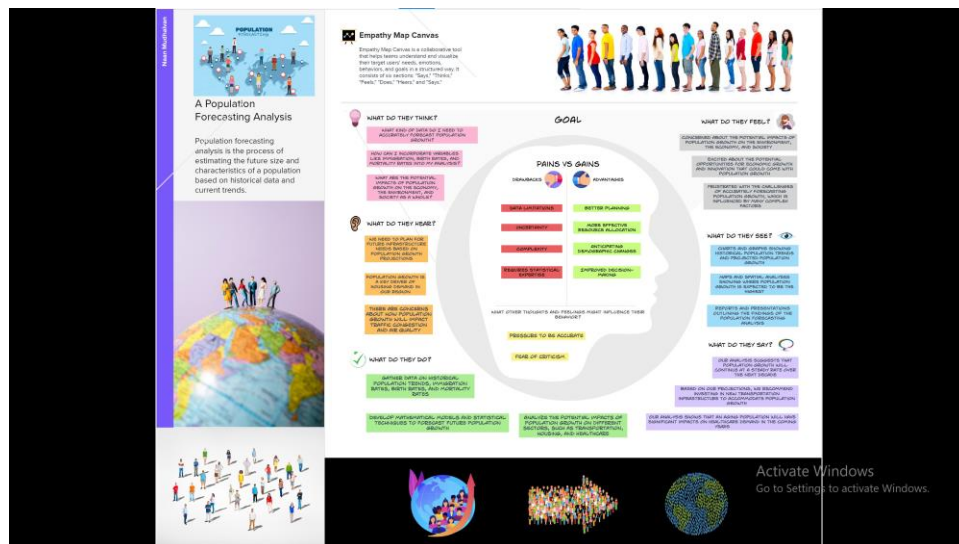 Naan Mudhalvan
POPULATION
FORECASTING
A Population
Forecasting Analysis
Population forecasting
analysis is the process of
estimating the future size and
characteristics of a population
based on historical data and
current trends.
Empathy Map Canvas
Empathy Map Canvas is a collaborative tool
that helps teams understand and visualize
their target users' needs, emotions,
behaviors, and goals in a structured way. It
consists of six sections: "Says," "Thinks,"
"Feels," "Does," "Hears," and "Says."
WHAT DO THEY THINK?
WHAT KIND OF DATA DO I NEED TO
ACCURATELY FORECAST POPULATION
GROWTH?
HOW CAN I INCORPORATE VARIABLES
LIKE IMMIGRATION, BIRTH RATES, AND
MORTALITY RATES INTO MY ANALYSIS?
WHAT ARE THE POTENTIAL
IMPACTS OF POPULATION
GROWTH ON THE ECONOMY,
THE ENVIRONMENT, AND
SOCIETY AS A WHOLE?
WHAT DO THEY HEAR?
WE NEED TO PLAN FOR
FUTURE INFRASTRUCTURE
NEEDS BASED ON
POPULATION GROWTH
PROJECTIONS
POPULATION GROWTH IS
A KEY DRIVER OF
HOUSING DEMAND IN
OUR REGION
THERE ARE CONCERNS
ABOUT HOW POPULATION
GROWTH WILL IMPACT
TRAFFIC CONGESTION
AND AIR QUALITY
WHAT DO THEY DO?
GATHER DATA ON HISTORICAL
POPULATION TRENDS, IMMIGRATION
RATES, BIRTH RATES, AND MORTALITY
RATES
DEVELOP MATHEMATICAL MODELS AND STATISTICAL
TECHNIQUES TO FORECAST FUTURE POPULATION
GROWTH
ANALYZE THE POTENTIAL IMPACTS OF
POPULATION GROWTH ON DIFFERENT
SECTORS, SUCH AS TRANSPORTATION,
HOUSING, AND HEALTHCARE
GOAL
PAINS VS GAINS
DRAWBACKS
ADVANTAGES
DATA LIMITATIONS
BETTER PLANNING
UNCERTAINTY
MORE EFFECTIVE
RESOURCE ALLOCATION
COMPLEXITY
ANTICIPATING
DEMOGRAPHIC CHANGES
REQUIRES STATISTICAL
EXPERTISE
IMPROVED DECISION-
MAKING
WHAT OTHER THOUGHTS AND FEELINGS MIGHT INFLUENCE THEIR
BEHAVIOR?
PRESSURE TO BE ACCURATE
FEAR OF CRITICISM
WHAT DO THEY FEEL?
CONCERNED ABOUT THE POTENTIAL IMPACTS OF
POPULATION GROWTH ON THE ENVIRONMENT,
THE ECONOMY, AND SOCIETY
EXCITED ABOUT THE POTENTIAL
OPPORTUNITIES FOR ECONOMIC GROWTH
AND INNOVATION THAT COULD COME WITH
POPULATION GROWTH
FRUSTRATED WITH THE CHALLENGES
OF ACCURATELY FORECASTING
POPULATION GROWTH, WHICH IS
INFLUENCED BY MANY COMPLEX
FACTORS
WHAT DO THEY SEE?
CHARTS AND GRAPHS SHOWING
HISTORICAL POPULATION TRENDS
AND PROJECTED POPULATION
GROWTH
MAPS AND SPATIAL ANALYSES
SHOWING WHERE POPULATION
GROWTH IS EXPECTED TO BE THE
HIGHEST
REPORTS AND PRESENTATIONS
OUTLINING THE FINDINGS OF THE
POPULATION FORECASTING
ANALYSIS
WHAT DO THEY SAY?
OUR ANALYSIS SUGGESTS THAT
POPULATION GROWTH WILL
CONTINUE AT A STEADY RATE OVER
THE NEXT DECADE
BASED ON OUR PROJECTIONS, WE RECOMMEND
INVESTING IN NEW TRANSPORTATION
INFRASTRUCTURE TO ACCOMMODATE POPULATION
GROWTH
OUR ANALYSIS SHOWS THAT AN AGING POPULATION WILL HAVE
SIGNIFICANT IMPACTS ON HEALTHCARE DEMAND IN THE COMING
YEARS
Activate Windows
Go to Settings to activate Windows.